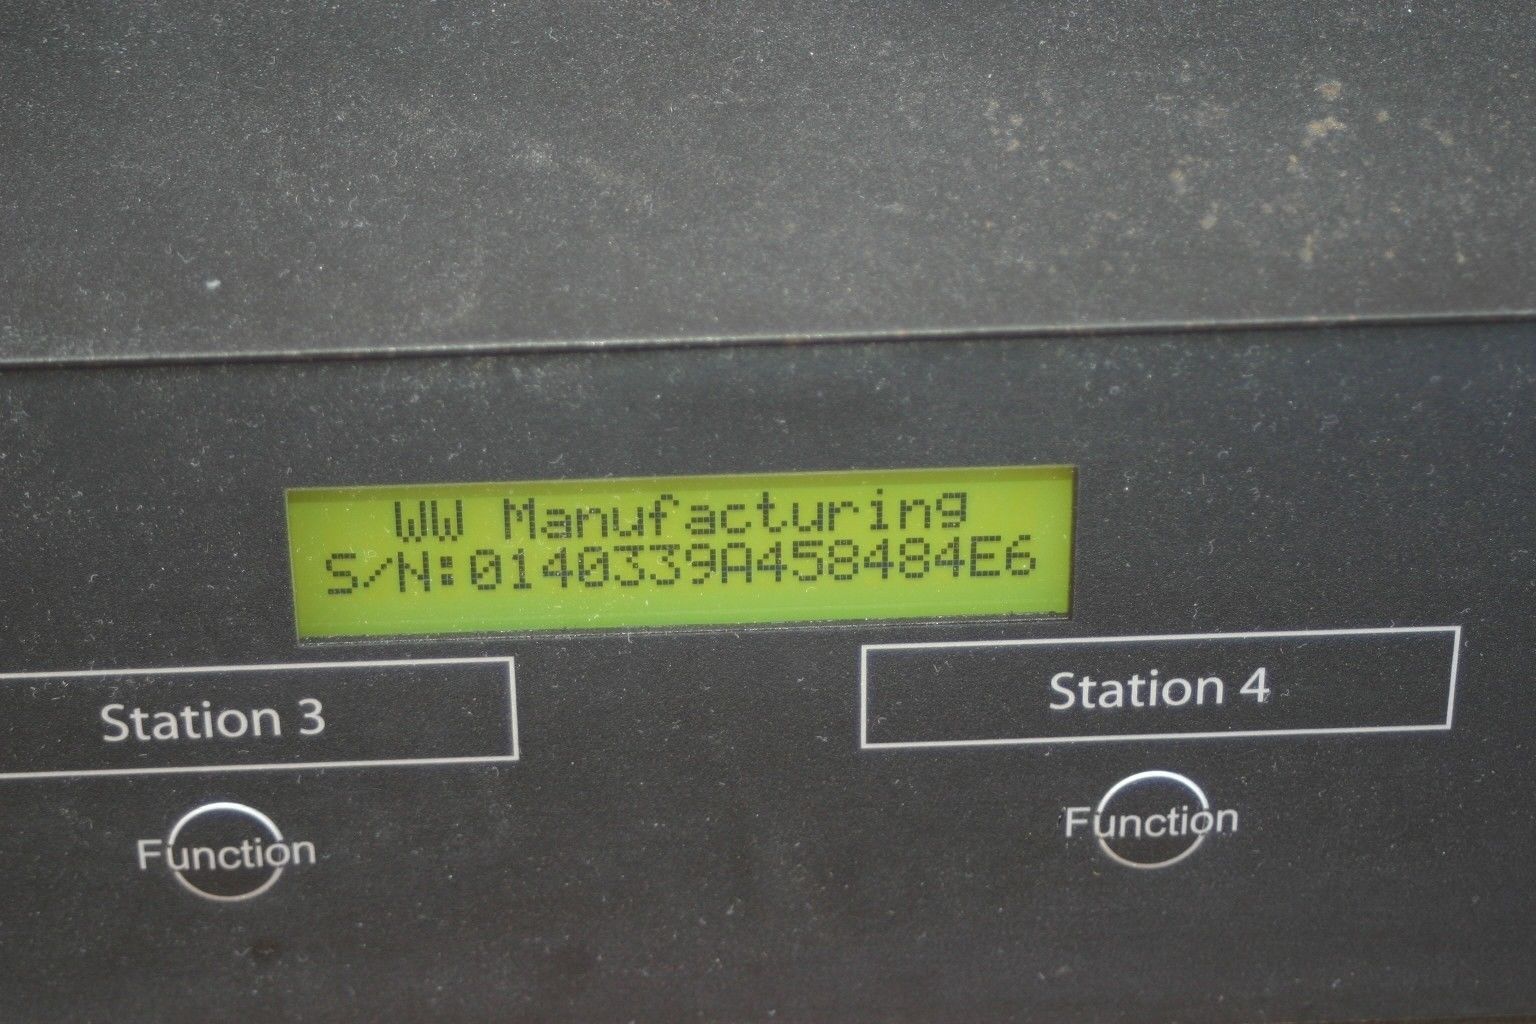 WW Manufacturing
S/N:0140339A458484E6
Station 3
Station 4
Function
Function